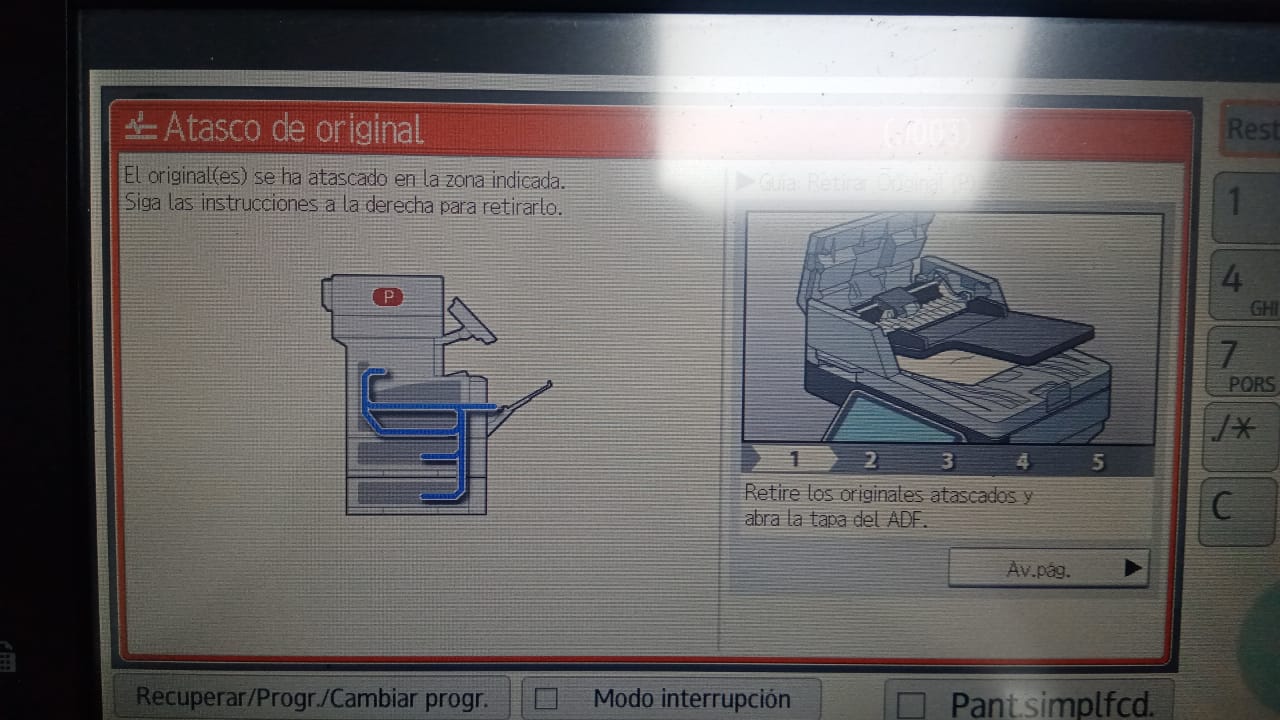 Atasco de original
El original(es) se ha atascado en la zona indicada.
Siga las instrucciones a la derecha para retirarlo.
Guía: Retirar Original (P)
P
1 2 3 4 5
Retire los originales atascados y
abra la tapa del ADF.
Av.pág.
Recuperar/Progr./Cambiar progr.
Modo interrupción
Pant.simplfcd.
Rest
1
4
GHI
7
PQRS
./*
C